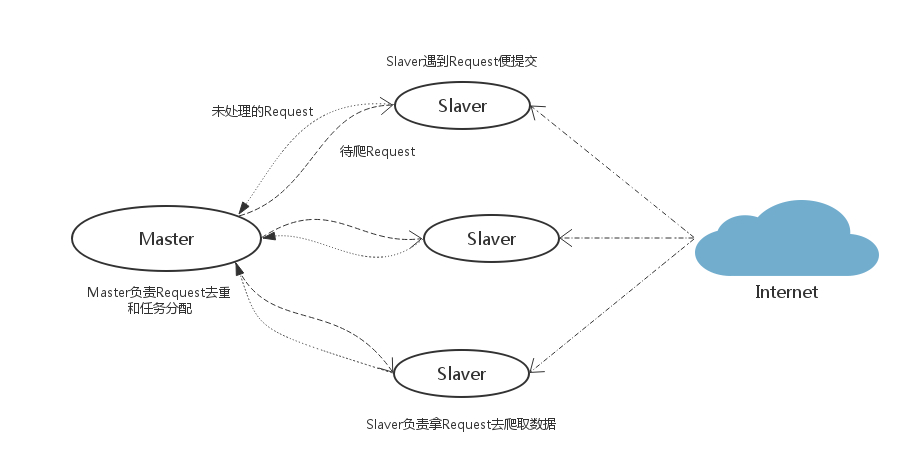 Slaver遇到Request便提交
Slaver
未处理的Request
待爬Request
Master
Slaver
Master负责Request去重
和任务分配
Internet
Slaver
Slaver负责拿Request去爬取数据